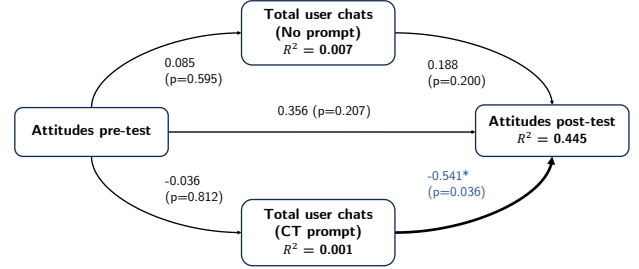 Total user chats
(No prompt)
R² = 0.007
0.085
(p=0.595)
0.188
(p=0.200)
Attitudes pre-test
0.356 (p=0.207)
Attitudes post-test
R² = 0.445
-0.036
(p=0.812)
-0.541*
(p=0.036)
Total user chats
(CT prompt)
R² = 0.001